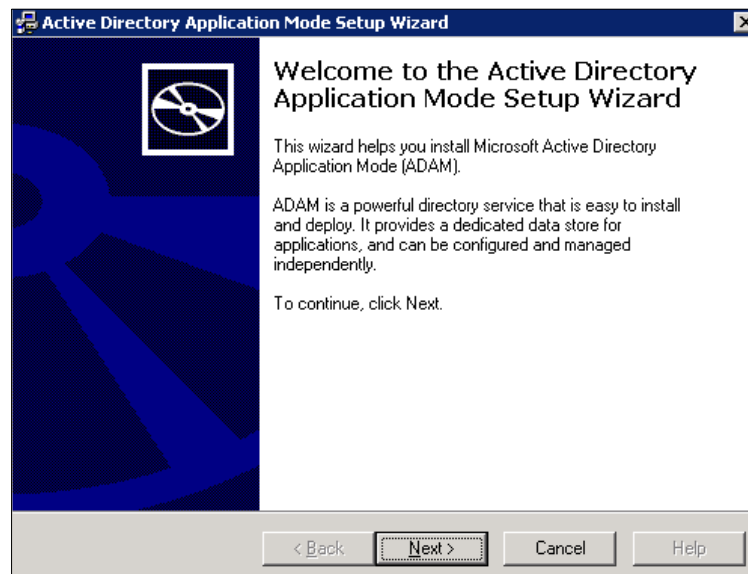 Active Directory Application Mode Setup Wizard
Welcome to the Active Directory
Application Mode Setup Wizard
This wizard helps you install Microsoft Active Directory
Application Mode (ADAM).
ADAM is a powerful directory service that is easy to install
and deploy. It provides a dedicated data store for
applications, and can be configured and managed
independently.
To continue, click Next.
< Back Next > Cancel Help